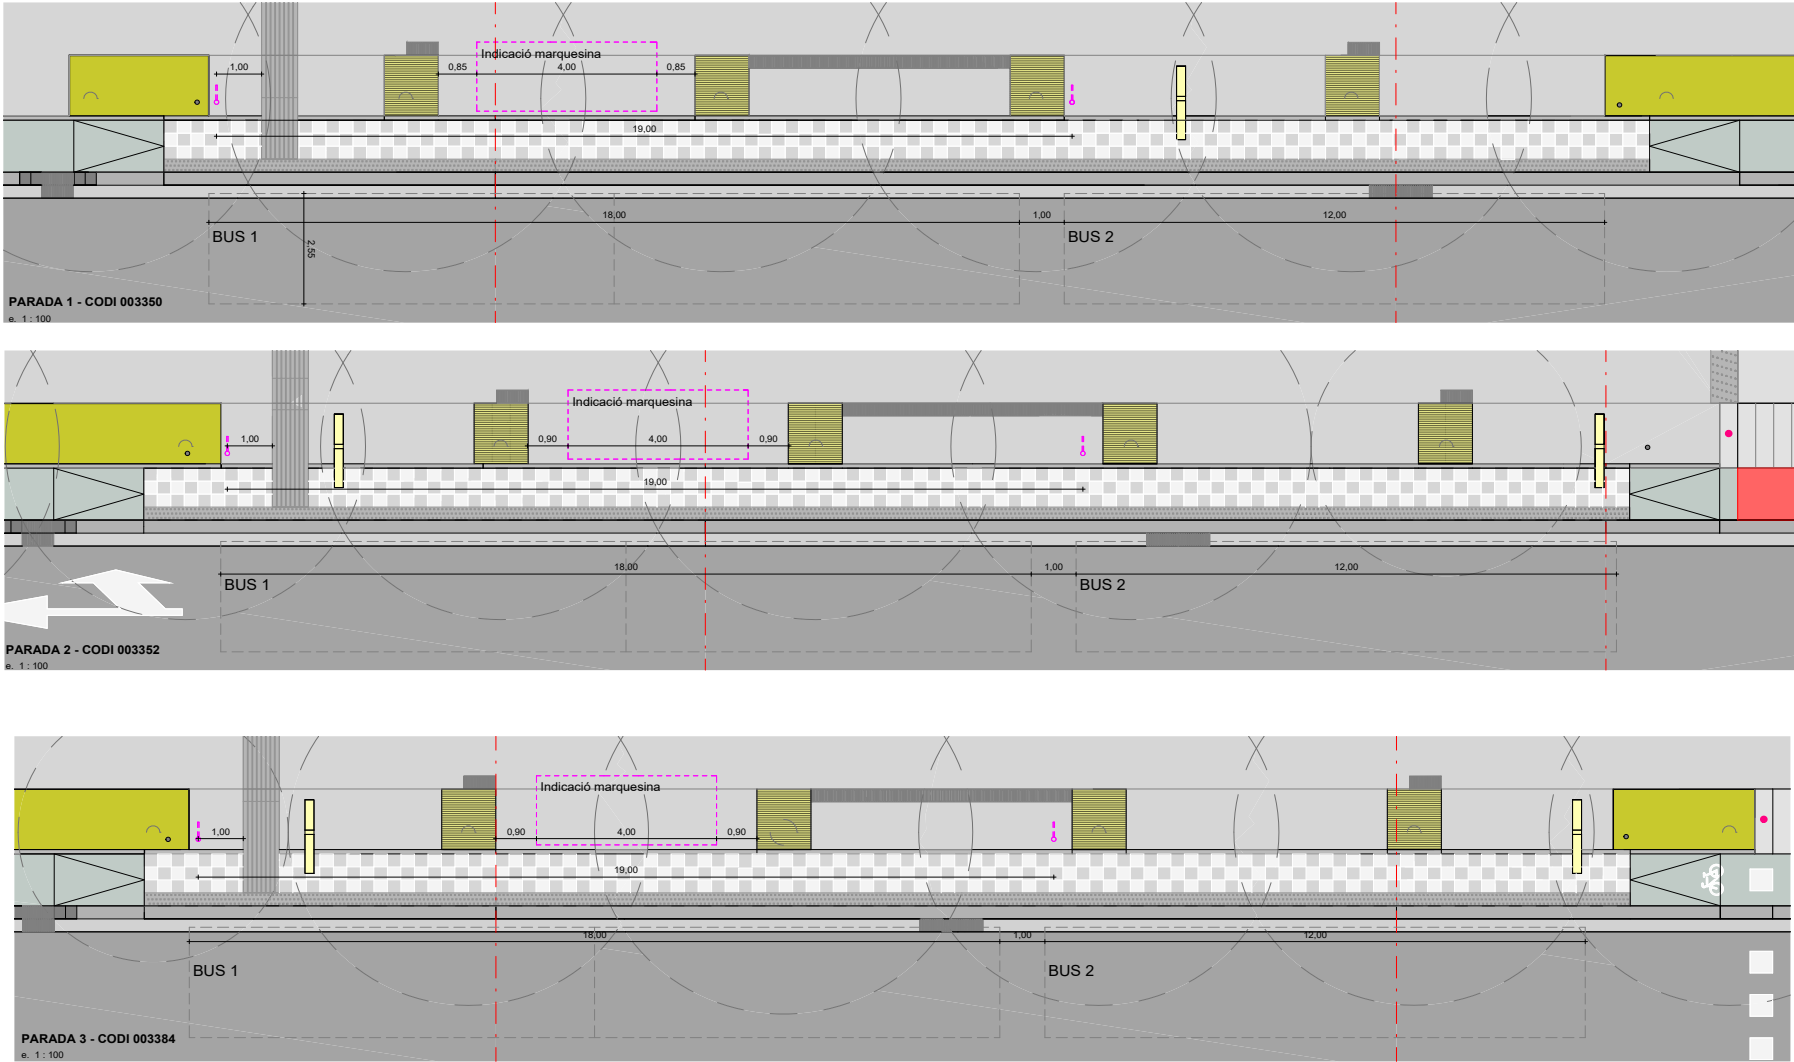 Indicació marquesina
1,00
0,85
4,00
0,85
19,00
18,00
1,00
12,00
BUS 1
BUS 2
2,55
PARADA 1 - CODI 003350
e. 1 : 100
Indicació marquesina
1,00
0,90
4,00
0,90
19,00
18,00
1,00
12,00
BUS 1
BUS 2
PARADA 2 - CODI 003352
e. 1 : 100
Indicació marquesina
1,00
0,90
4,00
0,90
19,00
18,00
1,00
12,00
BUS 1
BUS 2
PARADA 3 - CODI 003384
e. 1 : 100